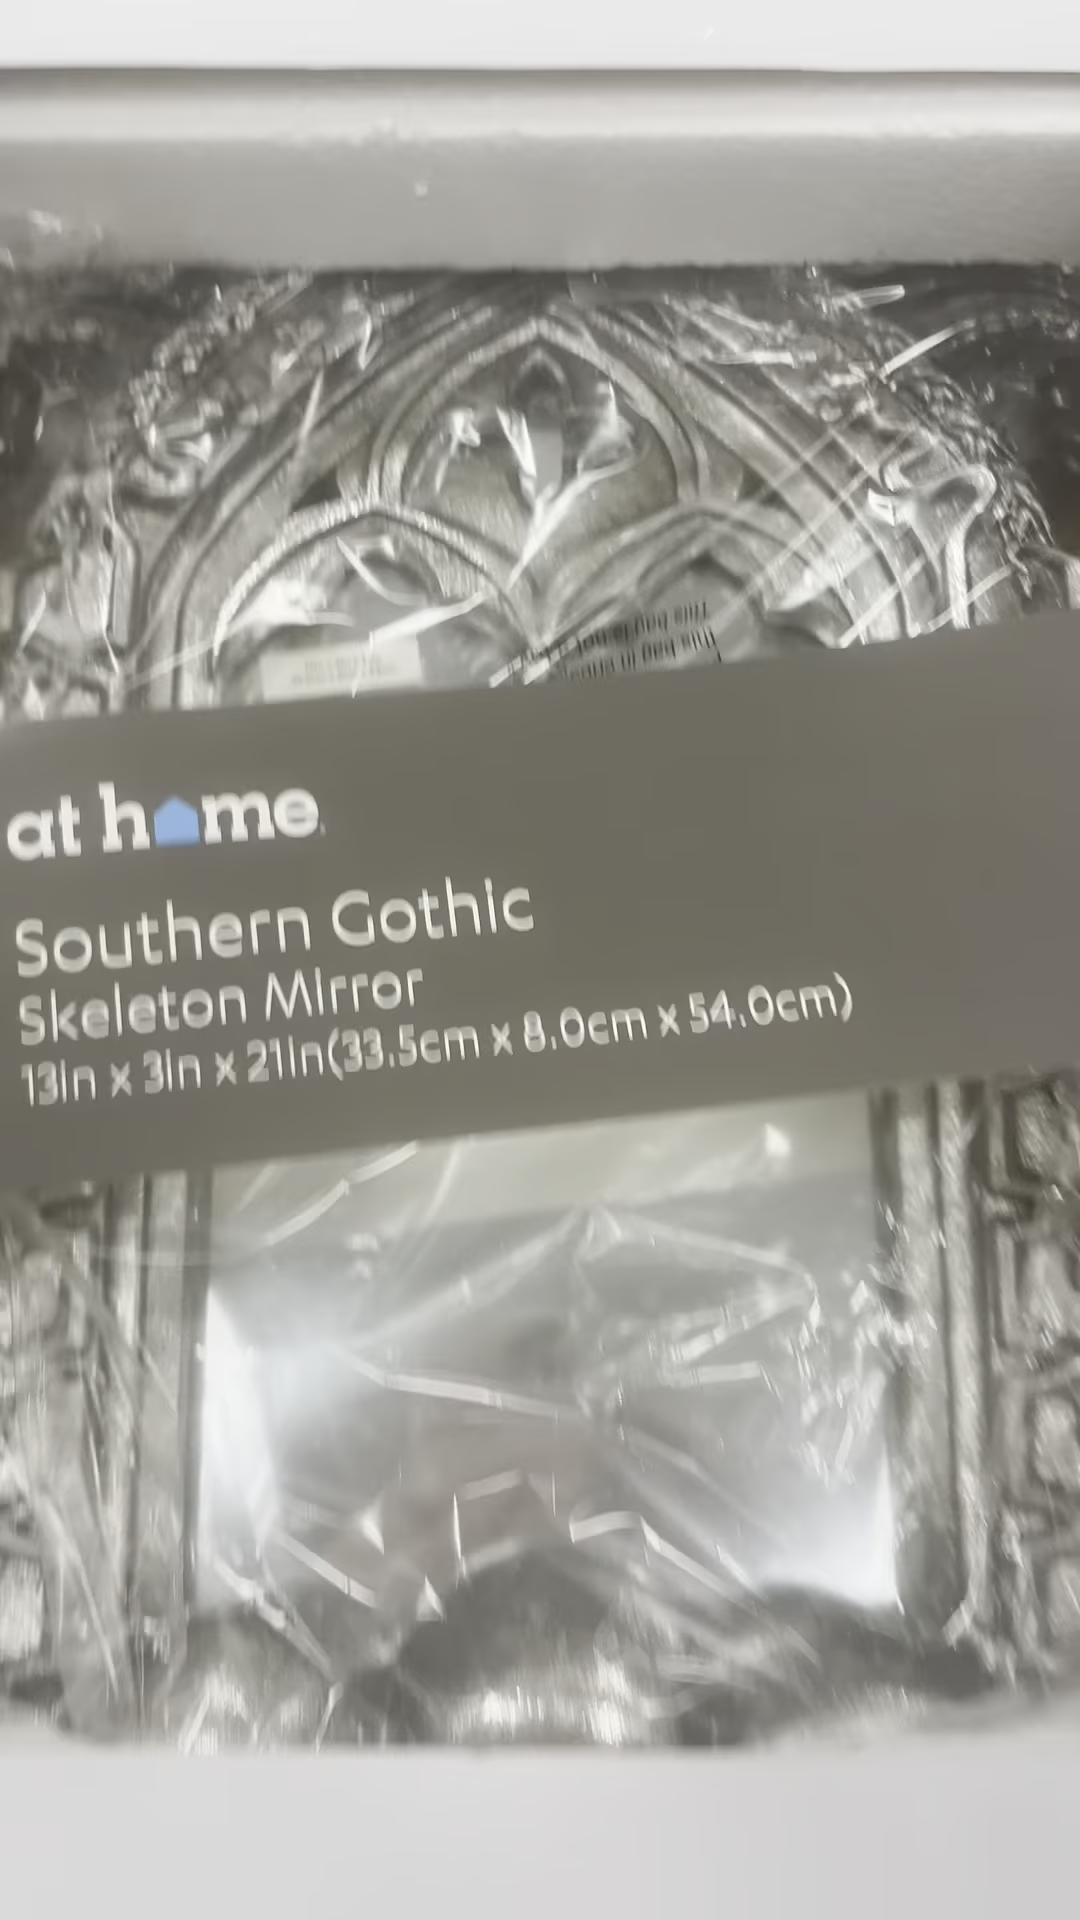 at home
Southern Gothic
Skeleton Mirror
13in x 3in x 21in(33.5cm x 8.0cm x 54.0cm)